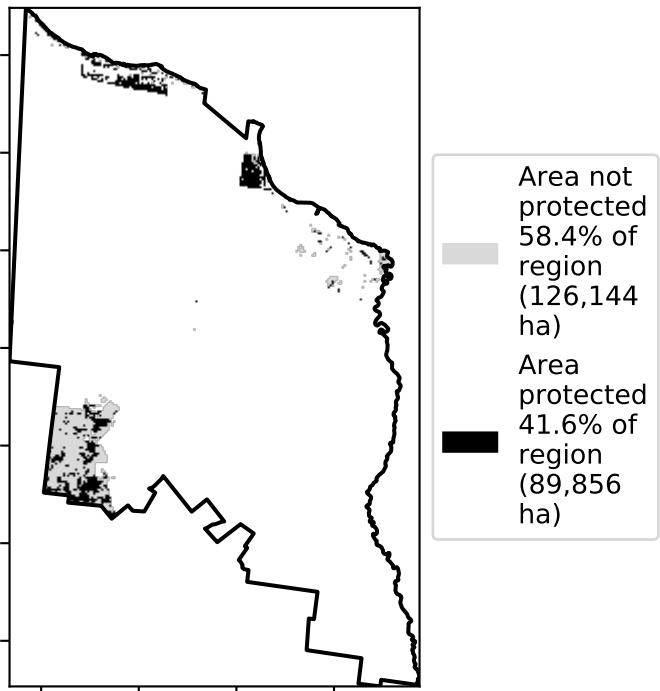 Area not
protected
58.4% of
region
(126,144
ha)
Area
protected
41.6% of
region
(89,856
ha)